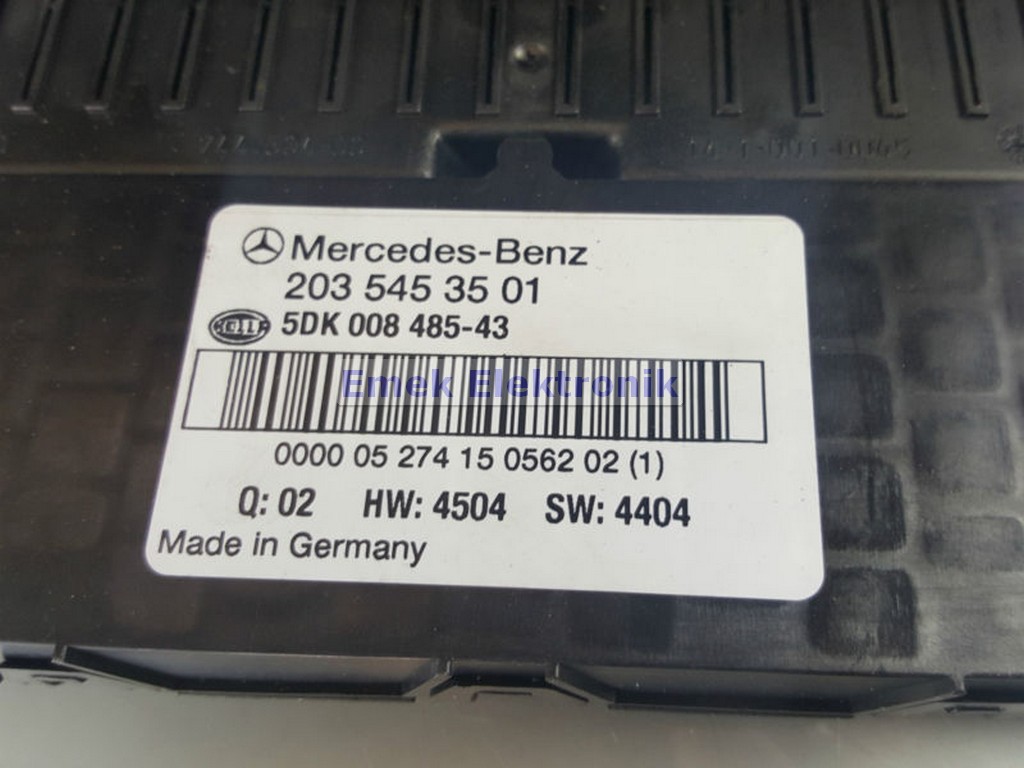 Mercedes-Benz
203 545 35 01
HELLA 5DK 008 485-43
Emek Elektronik
0000 05 274 15 0562 02 (1)
Q: 02 HW: 4504 SW: 4404
Made in Germany